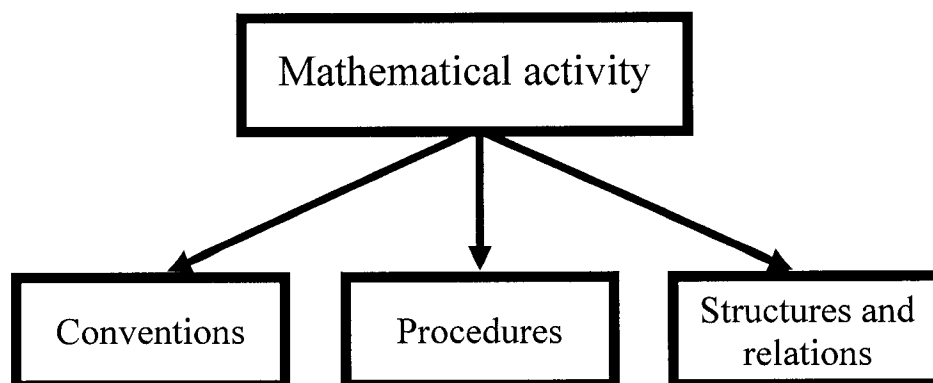 Mathematical activity
Conventions
Procedures
Structures and
relations